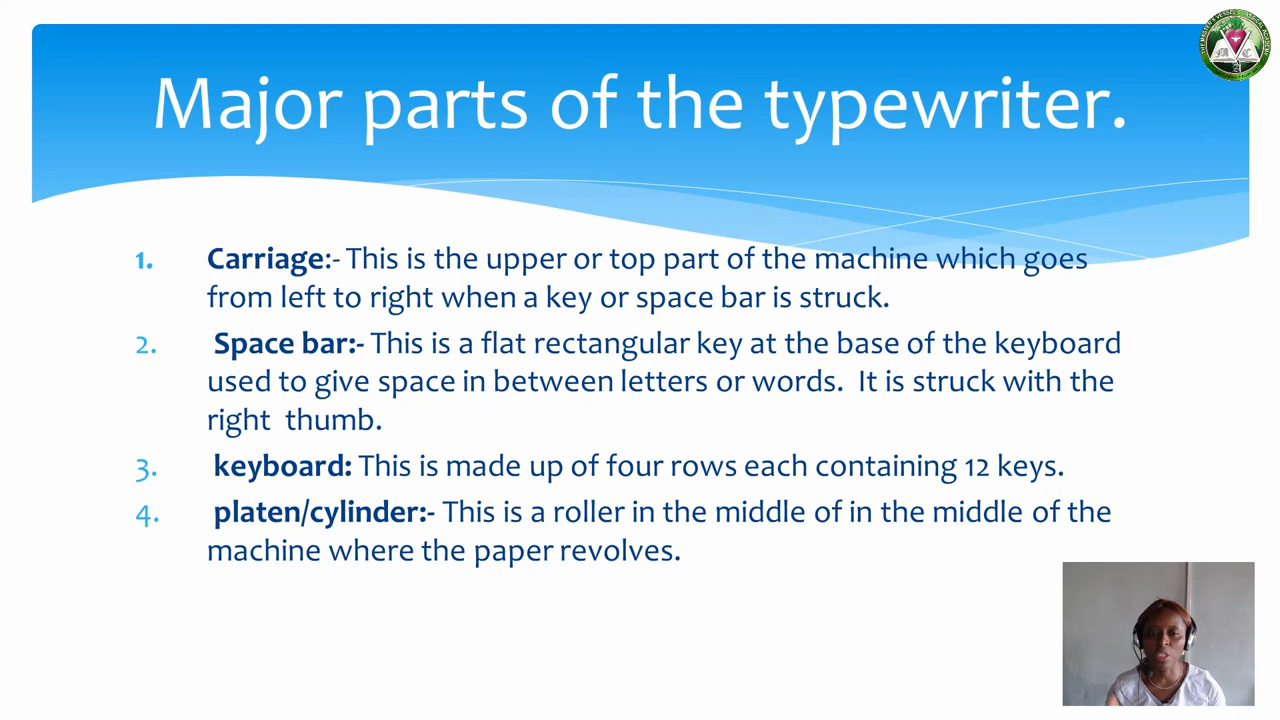 Major parts of the typewriter.
1. Carriage:- This is the upper or top part of the machine which goes
from left to right when a key or space bar is struck.
2. Space bar:- This is a flat rectangular key at the base of the keyboard
used to give space in between letters or words. It is struck with the
right thumb.
3. keyboard: This is made up of four rows each containing 12 keys.
4. platen/cylinder:- This is a roller in the middle of in the middle of the
machine where the paper revolves.